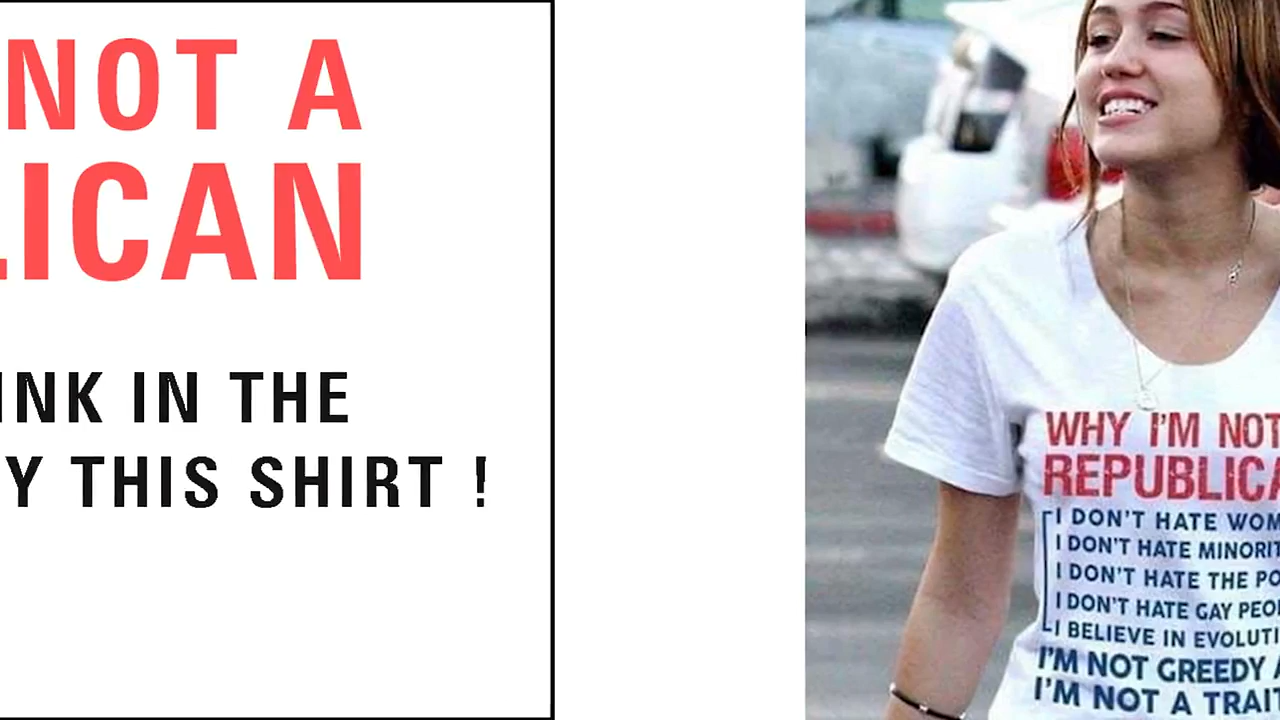 NOT A
LICAN
INK IN THE
Y THIS SHIRT !
WHY I'M NOT
REPUBLICA
I DON'T HATE WOM
I DON'T HATE MINORIT
I DON'T HATE THE PO
I DON'T HATE GAY PEOP
I BELIEVE IN EVOLUTI
I'M NOT GREEDY A
I'M NOT A TRAIT